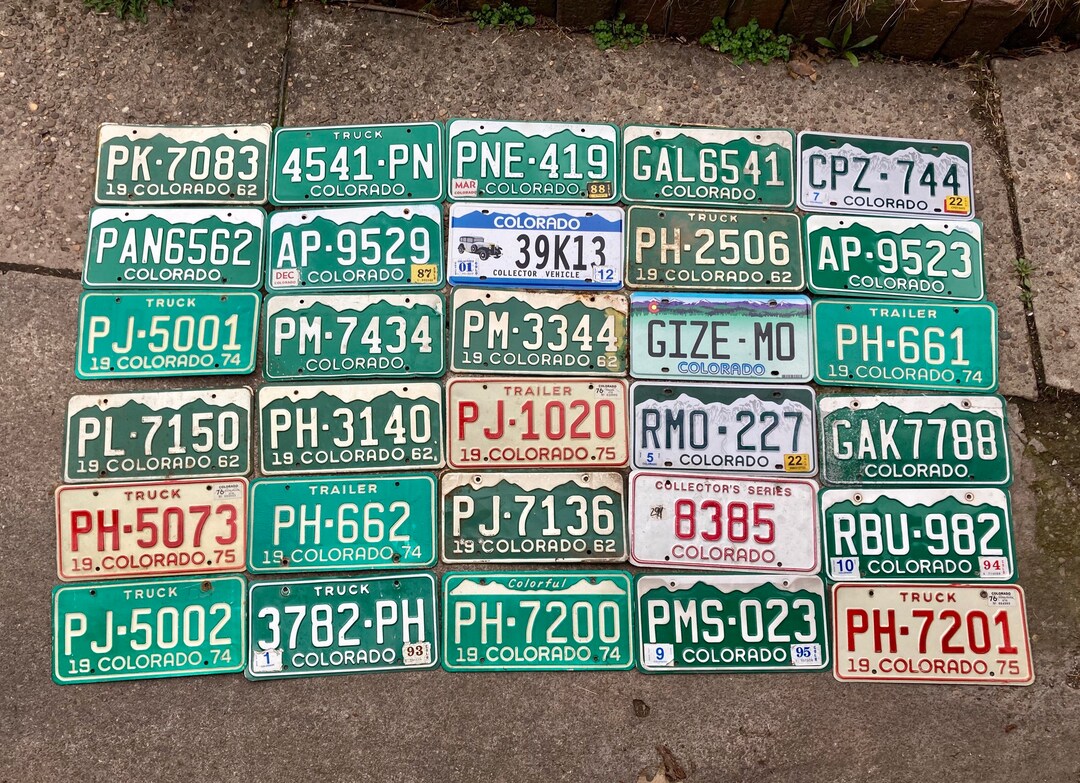 PK·7083
19 COLORADO 62
TRUCK
4541·PN
COLORADO
PNE·419
MAR
COLORADO
88
COLORADO
GAL6541
COLORADO
CPZ·744
7
COLORADO
22
PAN6562
COLORADO
AP·9529
DEC
COLORADO
COLORADO
87
COLORADO
39K13
01
COLLECTOR VEHICLE
12
TRUCK
PH·2506
19 COLORADO 62
AP·9523
COLORADO
TRUCK
PJ·5001
19 COLORADO 74
PM·7434
COLORADO
PM·3344
19 COLORADO 62
GIZE-MO
COLORADO
TRAILER
PH·661
19 COLORADO 74
PL·7150
19 COLORADO 62
PH·3140
19 COLORADO 62
TRAILER
COLORADO
76
PJ·1020
19 COLORADO 75
RMO·227
5
COLORADO
22
GAK7788
COLORADO
TRUCK
76
PH·5073
19 COLORADO 75
TRAILER
PH·662
19 COLORADO 74
PJ·7136
19 COLORADO 62
COLLECTOR'S SERIES
8385
COLORADO
RBU·982
10
COLORADO
94
TRUCK
PJ·5002
19 COLORADO 74
TRUCK
3782·PH
1
COLORADO
93
Colorful
PH·7200
19 COLORADO 74
PMS·023
9
COLORADO
95
TRUCK
COLORADO
76
PH·7201
19 COLORADO 75